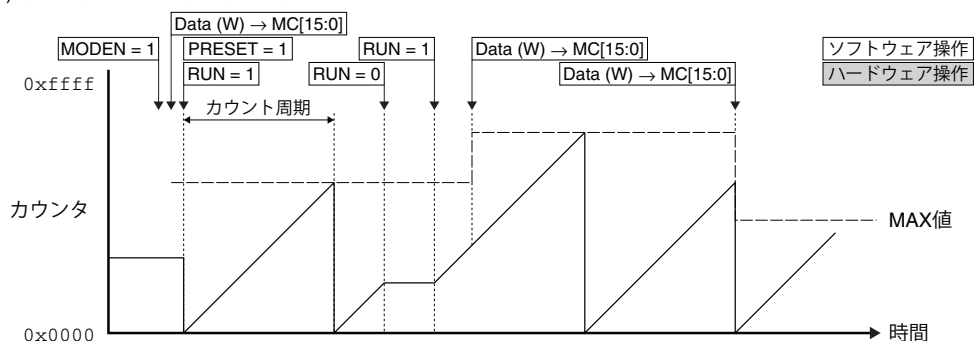 )
Data (W) → MC[15:0]
MODEN = 1
PRESET = 1
RUN = 1
Data (W) → MC[15:0]
ソフトウェア操作
RUN = 1
RUN = 0
Data (W) → MC[15:0]
ハードウェア操作
0xffff
カウント周期
カウンタ
MAX値
0x0000
時間